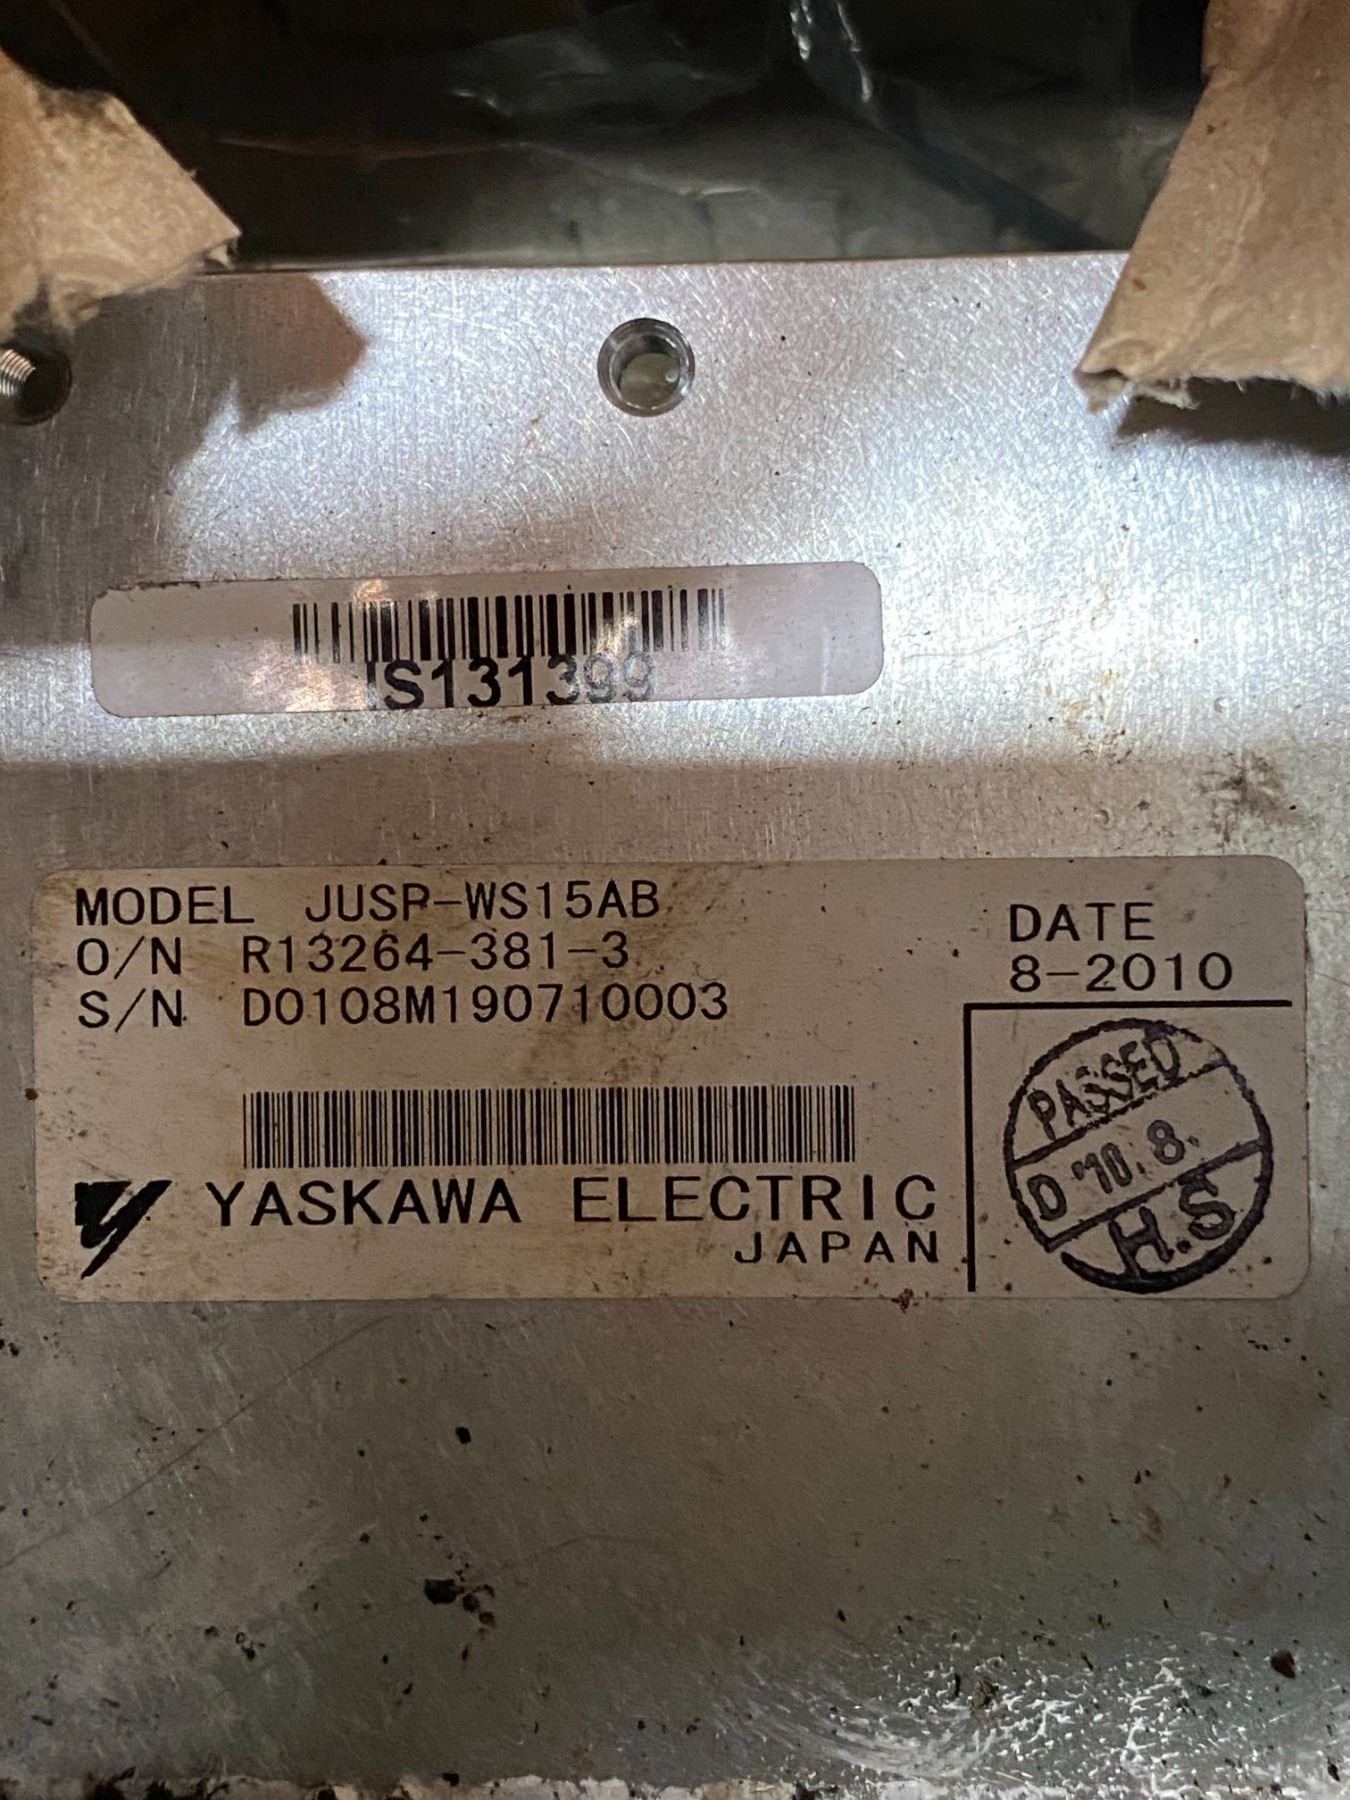 IS131399
MODEL JUSP-WS15AB
O/N R13264-381-3
S/N D0108M190710003
DATE
8-2010
PASSED
D '10.8.
H.S
YASKAWA ELECTRIC
JAPAN